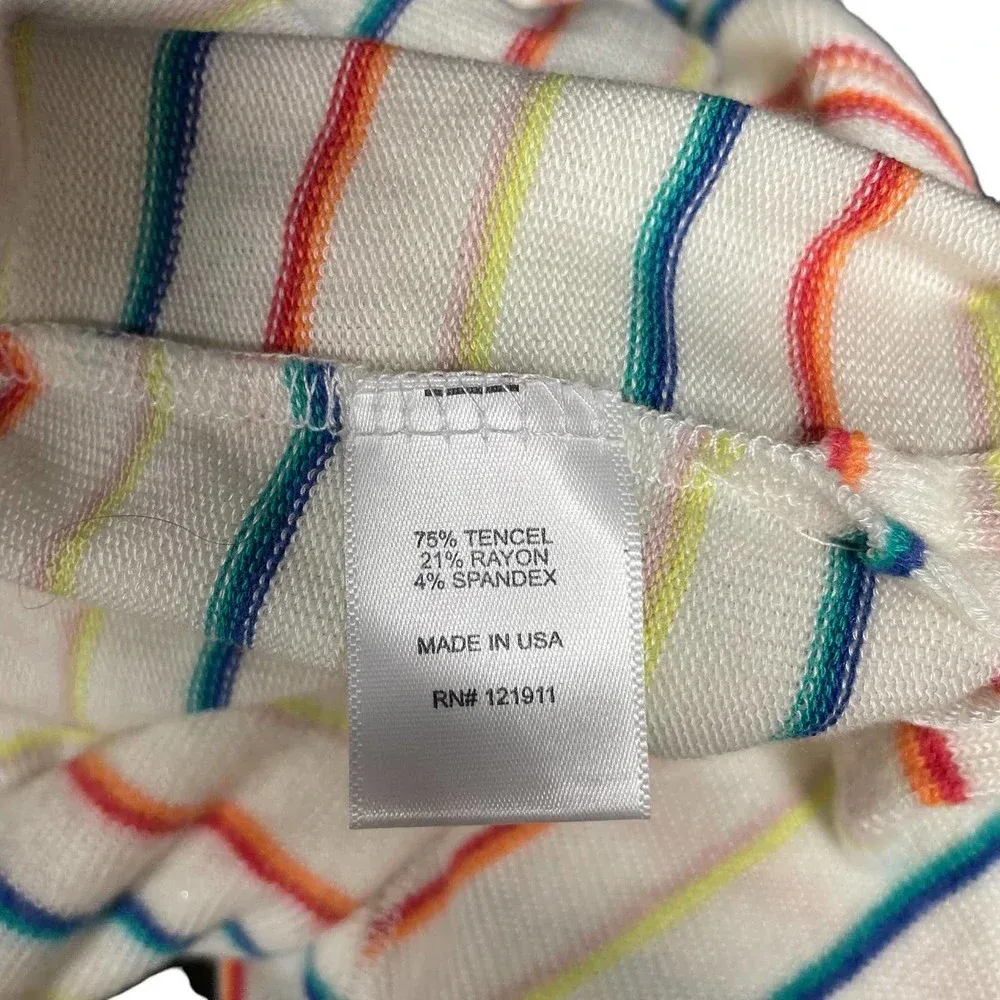 75% TENCEL
21% RAYON
4% SPANDEX
MADE IN USA
RN# 121911